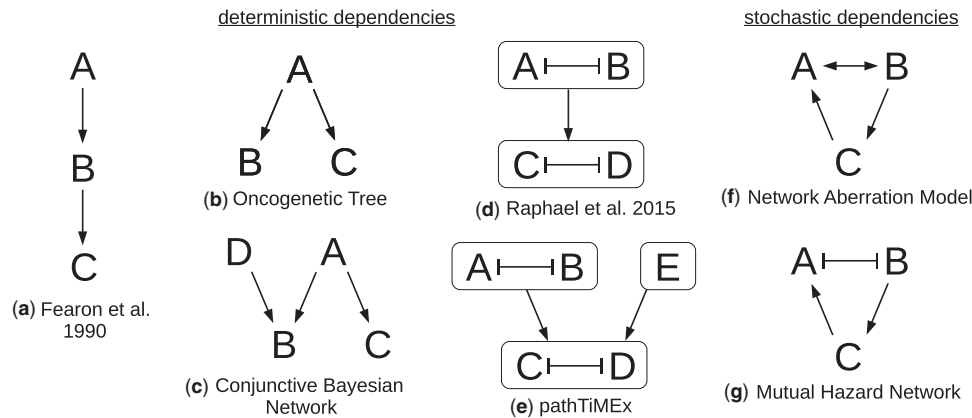 deterministic dependencies
stochastic dependencies
A
B
C
(a) Fearon et al.
1990
A
B C
(b) Oncogenetic Tree
D A
B C
(c) Conjunctive Bayesian
Network
A B
C D
(d) Raphael et al. 2015
A B E
C D
(e) pathTiMEx
A B
C
(f) Network Aberration Model
A B
C
(g) Mutual Hazard Network